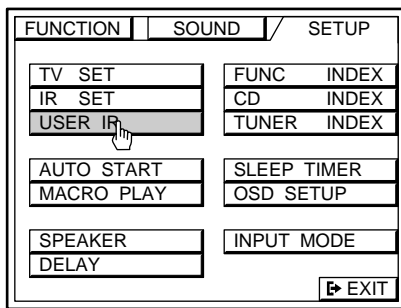 FUNCTION SOUND SETUP
TV SET
IR SET
USER IR
AUTO START
MACRO PLAY
SPEAKER
DELAY
FUNC INDEX
CD INDEX
TUNER INDEX
SLEEP TIMER
OSD SETUP
INPUT MODE
EXIT